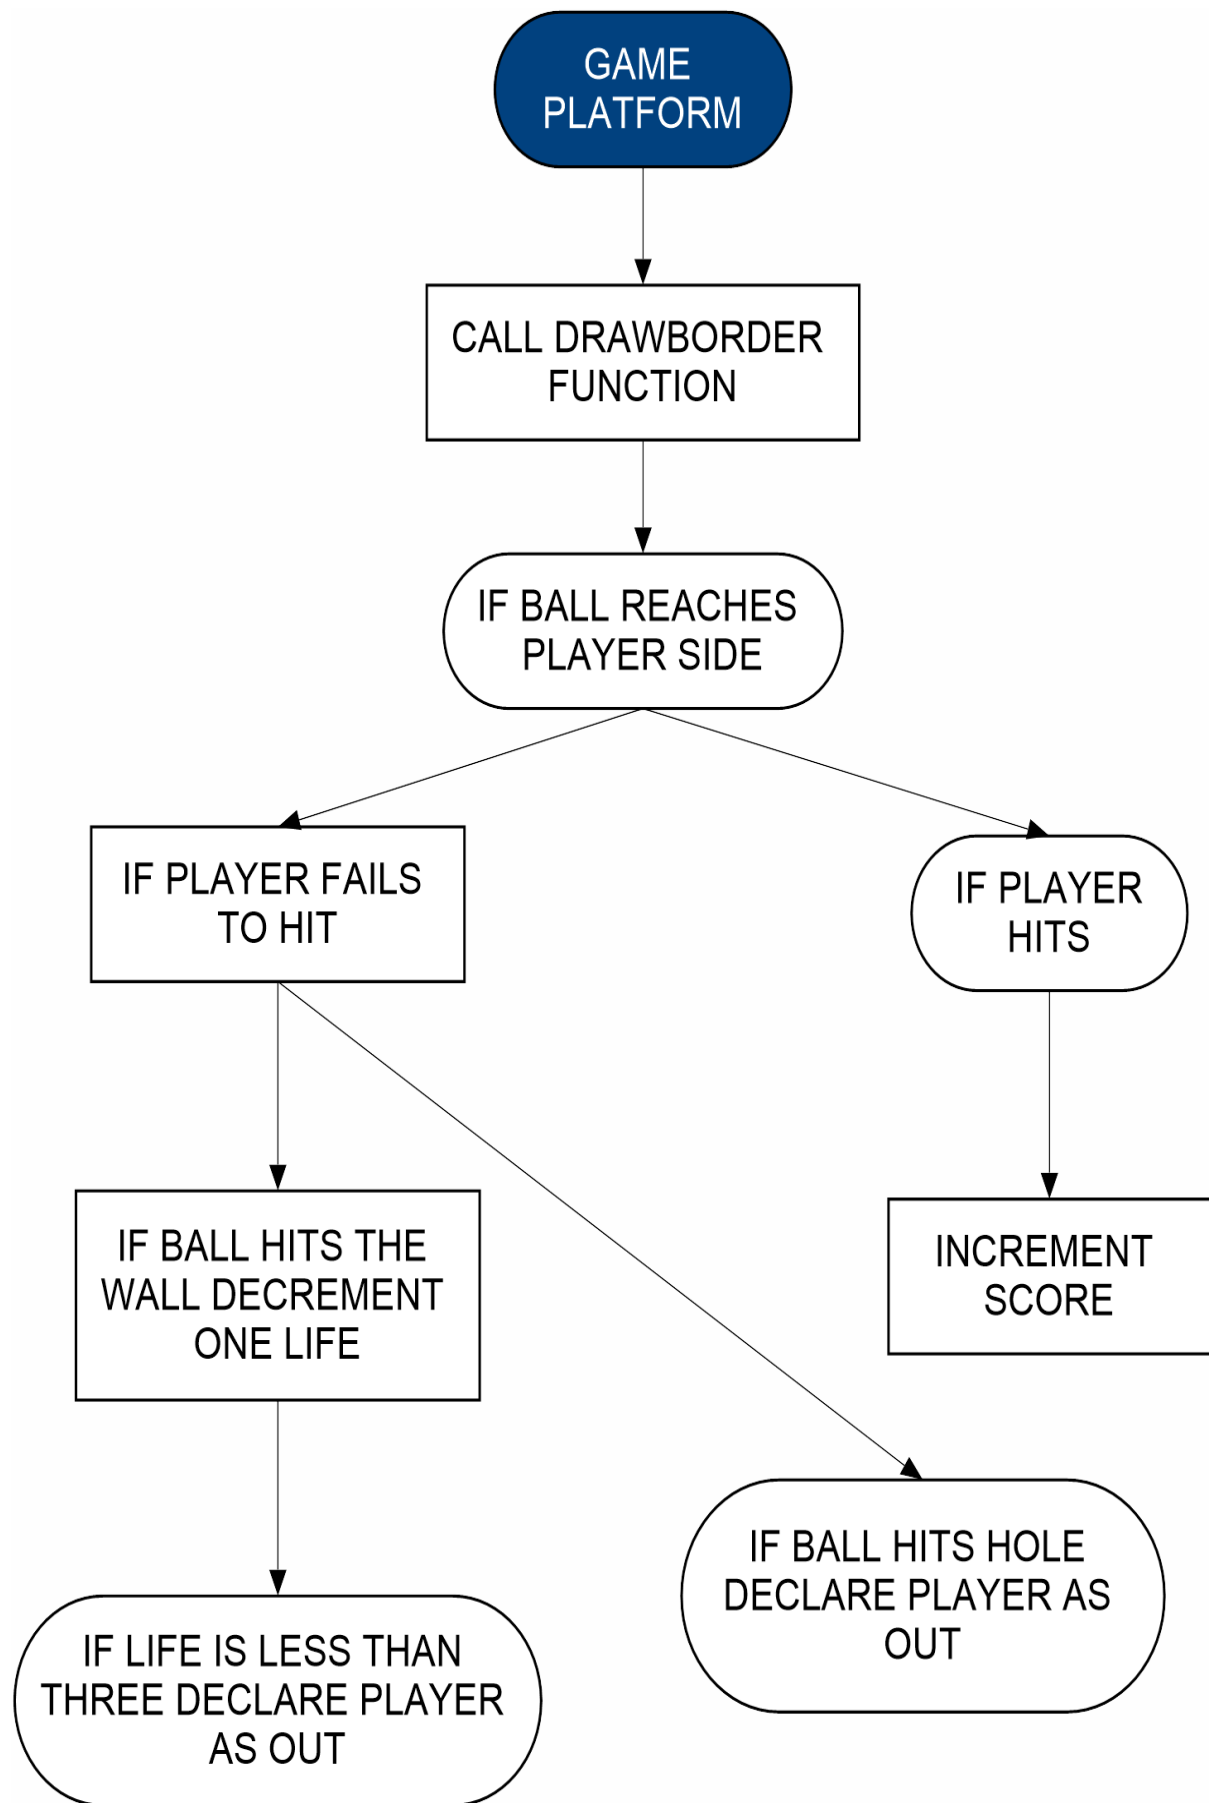 GAME
PLATFORM
CALL DRAWBORDER
FUNCTION
IF BALL REACHES
PLAYER SIDE
IF PLAYER FAILS
TO HIT
IF PLAYER
HITS
IF BALL HITS THE
WALL DECREMENT
ONE LIFE
INCREMENT
SCORE
IF BALL HITS HOLE
DECLARE PLAYER AS
OUT
IF LIFE IS LESS THAN
THREE DECLARE PLAYER
AS OUT